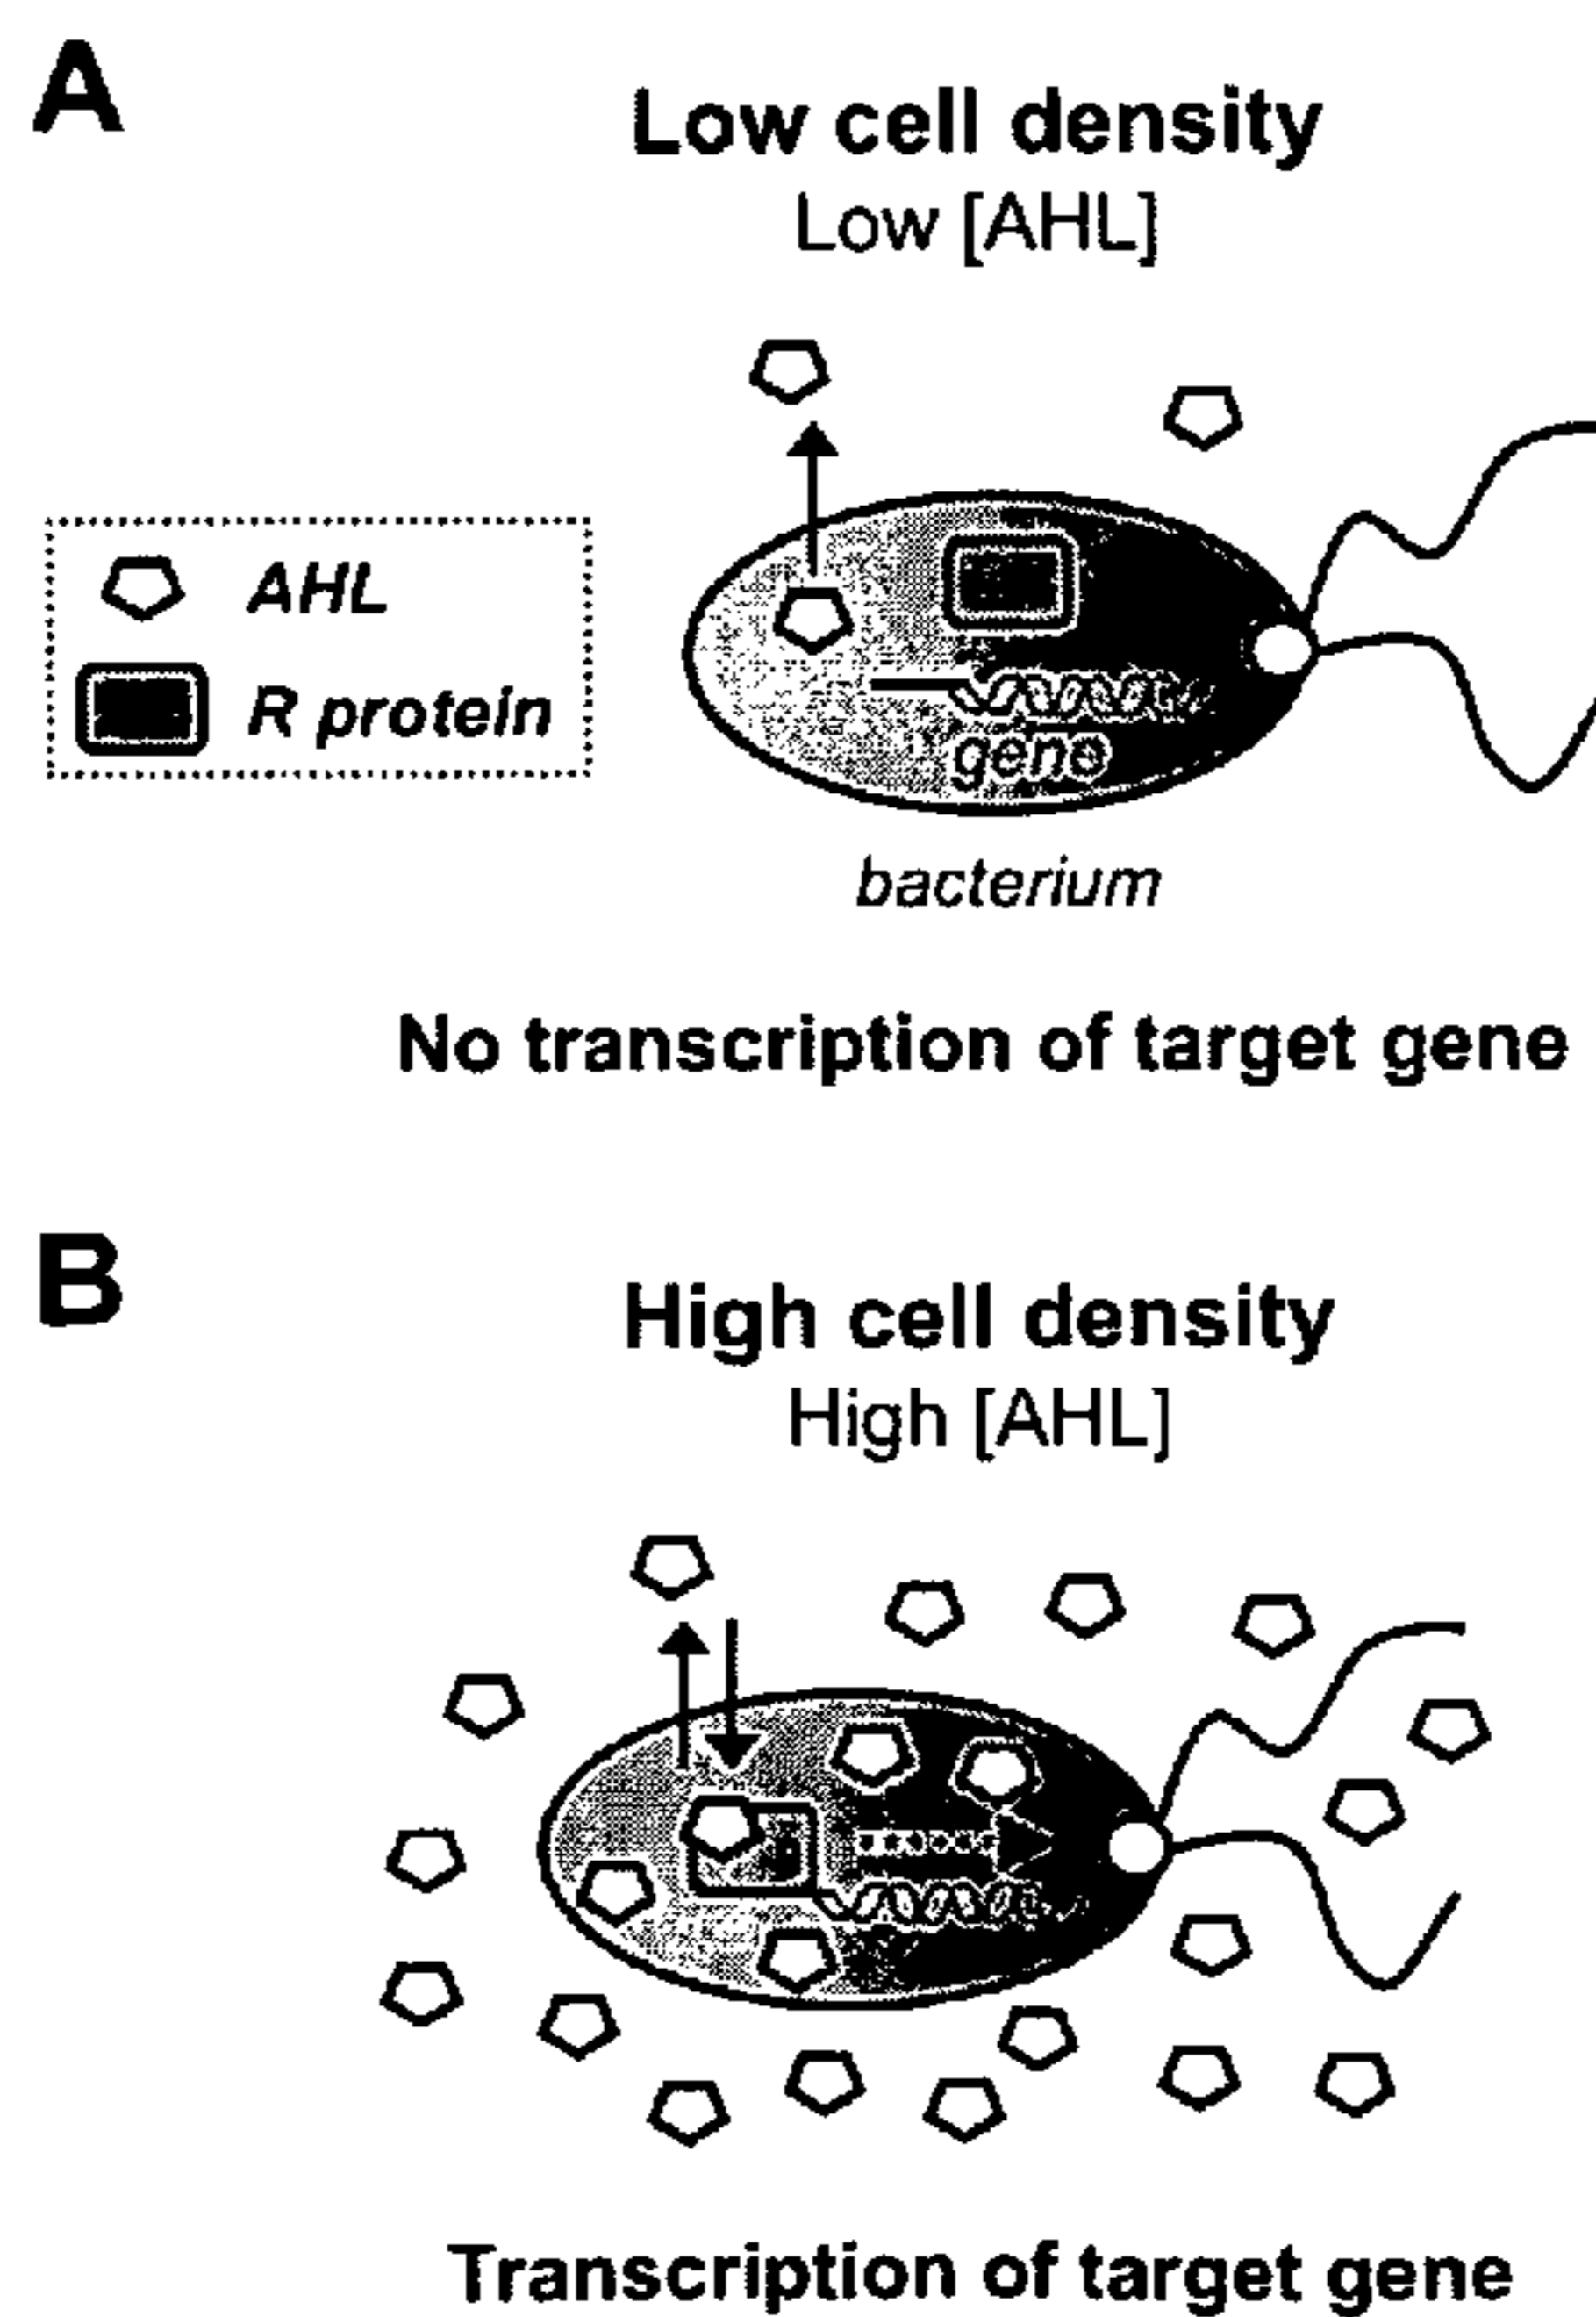 A
Low cell density
Low [AHL]
AHL
R protein
gene
bacterium
No transcription of target gene
B
High cell density
High [AHL]
Transcription of target gene